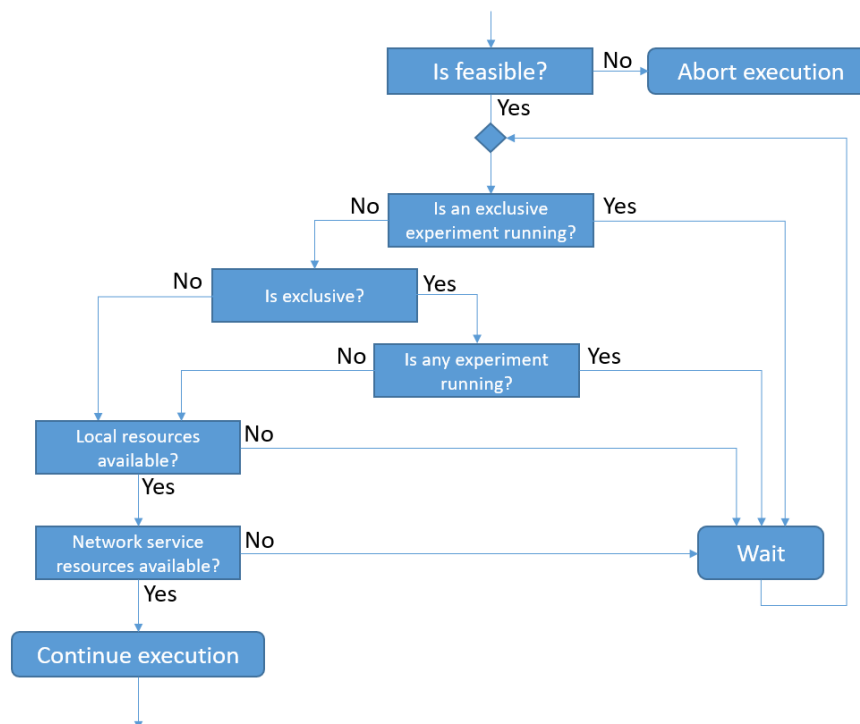 Is feasible?
No
Abort execution
Yes
No
Is an exclusive
experiment running?
Yes
No
Is exclusive?
Yes
No
Is any experiment
running?
Yes
Local resources
available?
No
Yes
Network service
resources available?
No
Wait
Yes
Continue execution